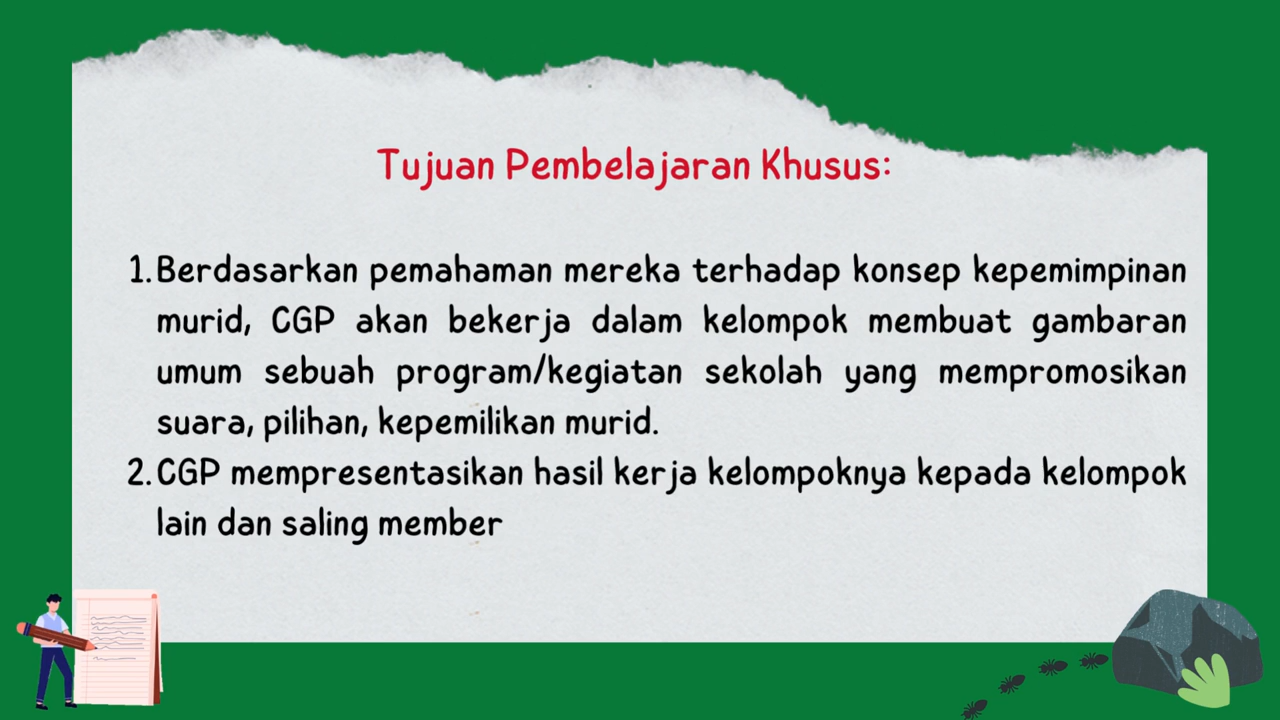 Tujuan Pembelajaran Khusus:
1. Berdasarkan pemahaman mereka terhadap konsep kepemimpinan
murid, CGP akan bekerja dalam kelompok membuat gambaran
umum sebuah program/kegiatan sekolah yang mempromosikan
suara, pilihan, kepemilikan murid.
2. CGP mempresentasikan hasil kerja kelompoknya kepada kelompok
lain dan saling member